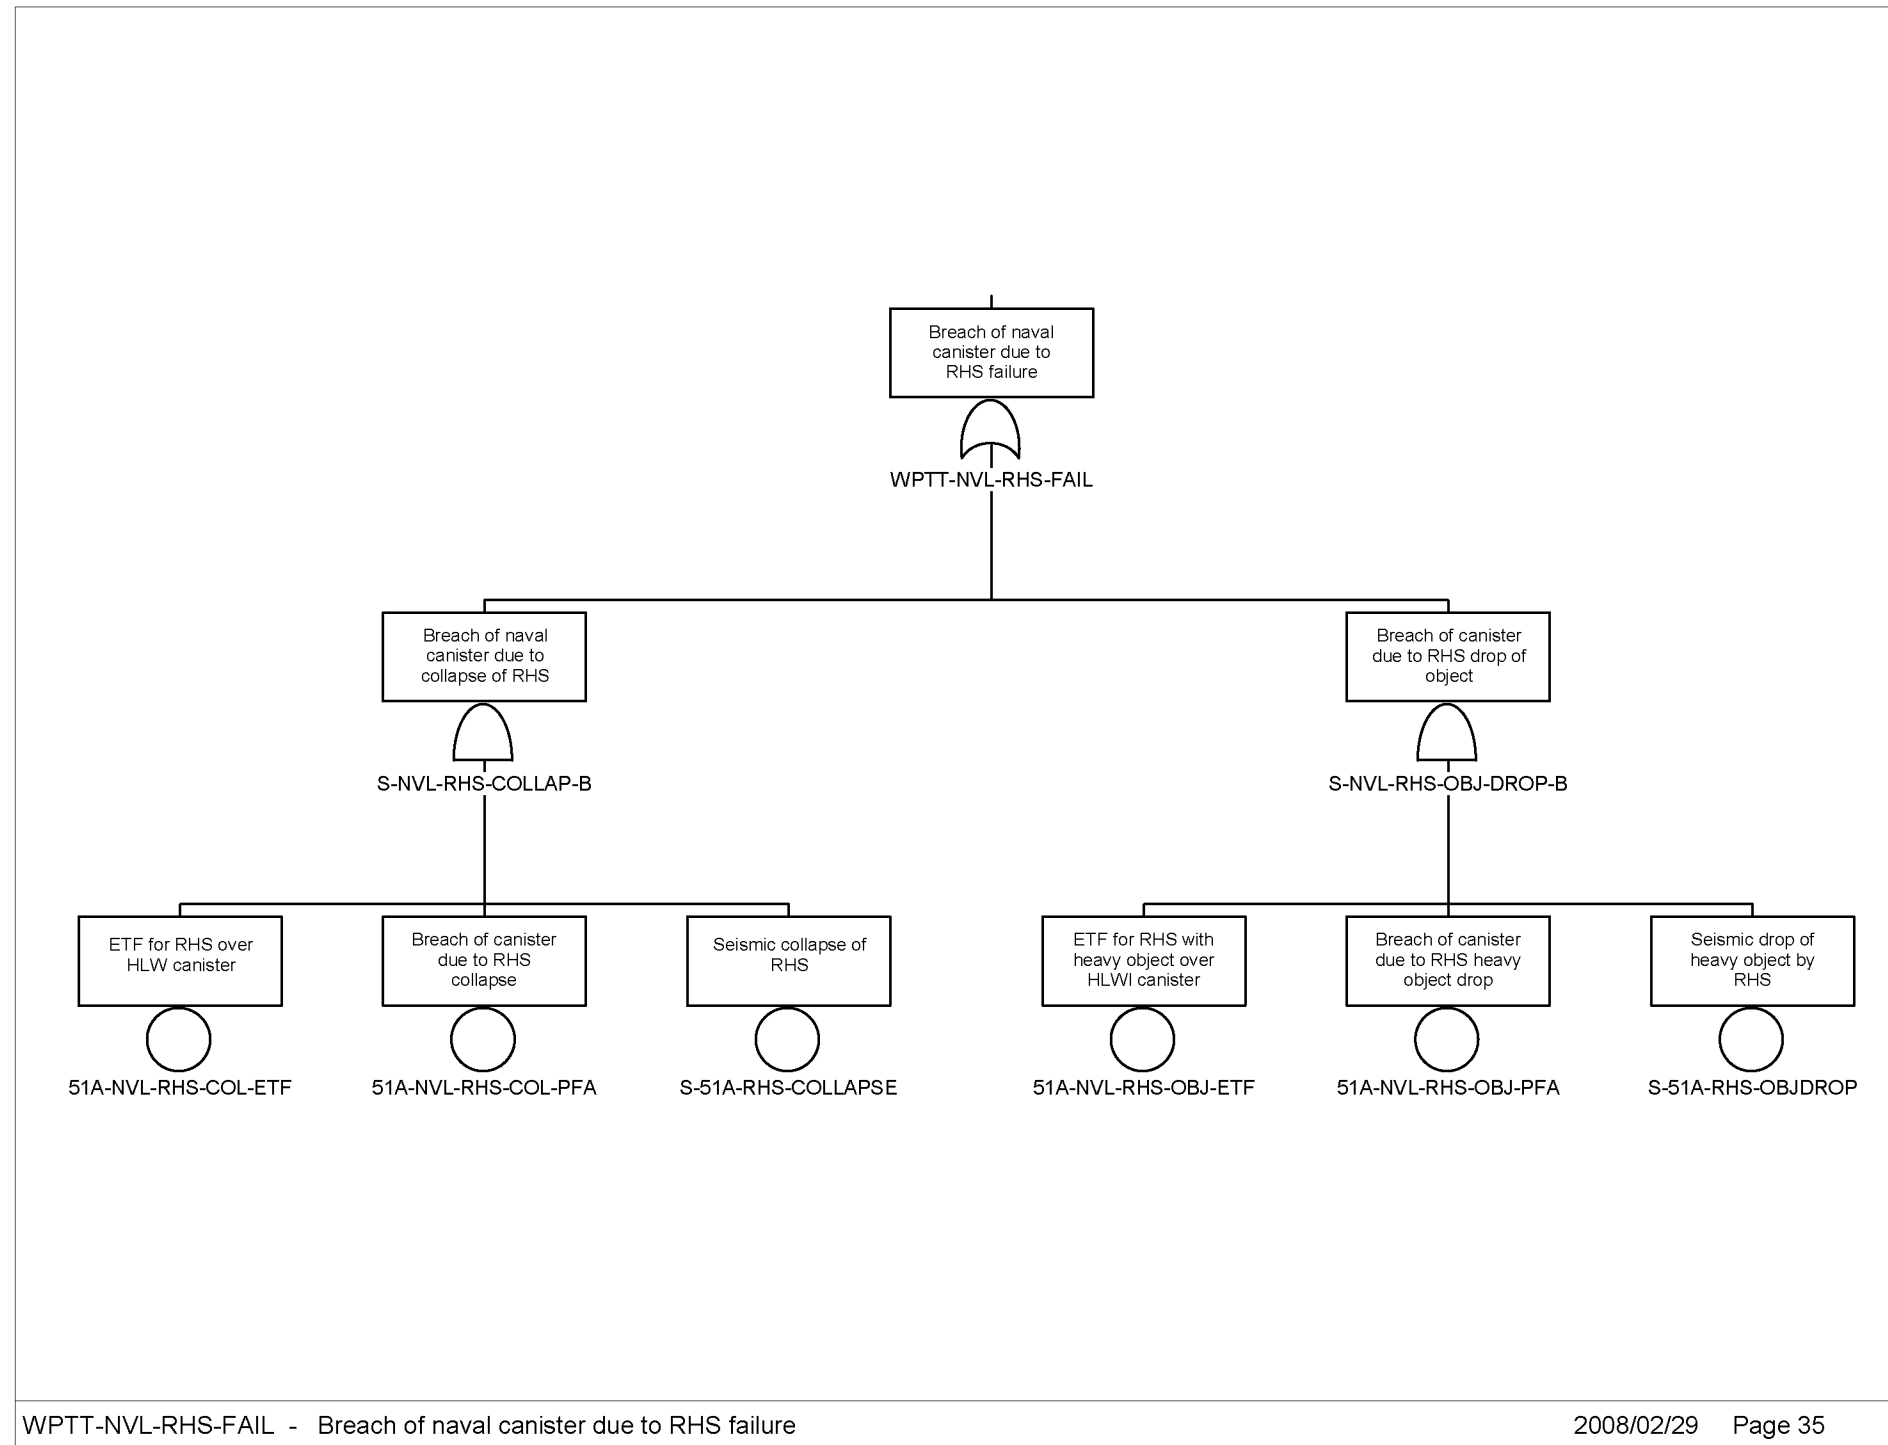 Breach of naval
canister due to
RHS failure
WPTT-NVL-RHS-FAIL
Breach of naval
canister due to
collapse of RHS
S-NVL-RHS-COLLAP-B
Breach of canister
due to RHS drop of
object
S-NVL-RHS-OBJ-DROP-B
ETF for RHS over
HLW canister
51A-NVL-RHS-COL-ETF
Breach of canister
due to RHS
collapse
51A-NVL-RHS-COL-PFA
Seismic collapse of
RHS
S-51A-RHS-COLLAPSE
ETF for RHS with
heavy object over
HLWI canister
51A-NVL-RHS-OBJ-ETF
Breach of canister
due to RHS heavy
object drop
51A-NVL-RHS-OBJ-PFA
Seismic drop of
heavy object by
RHS
S-51A-RHS-OBJDROP
WPTT-NVL-RHS-FAIL - Breach of naval canister due to RHS failure
2008/02/29 Page 35